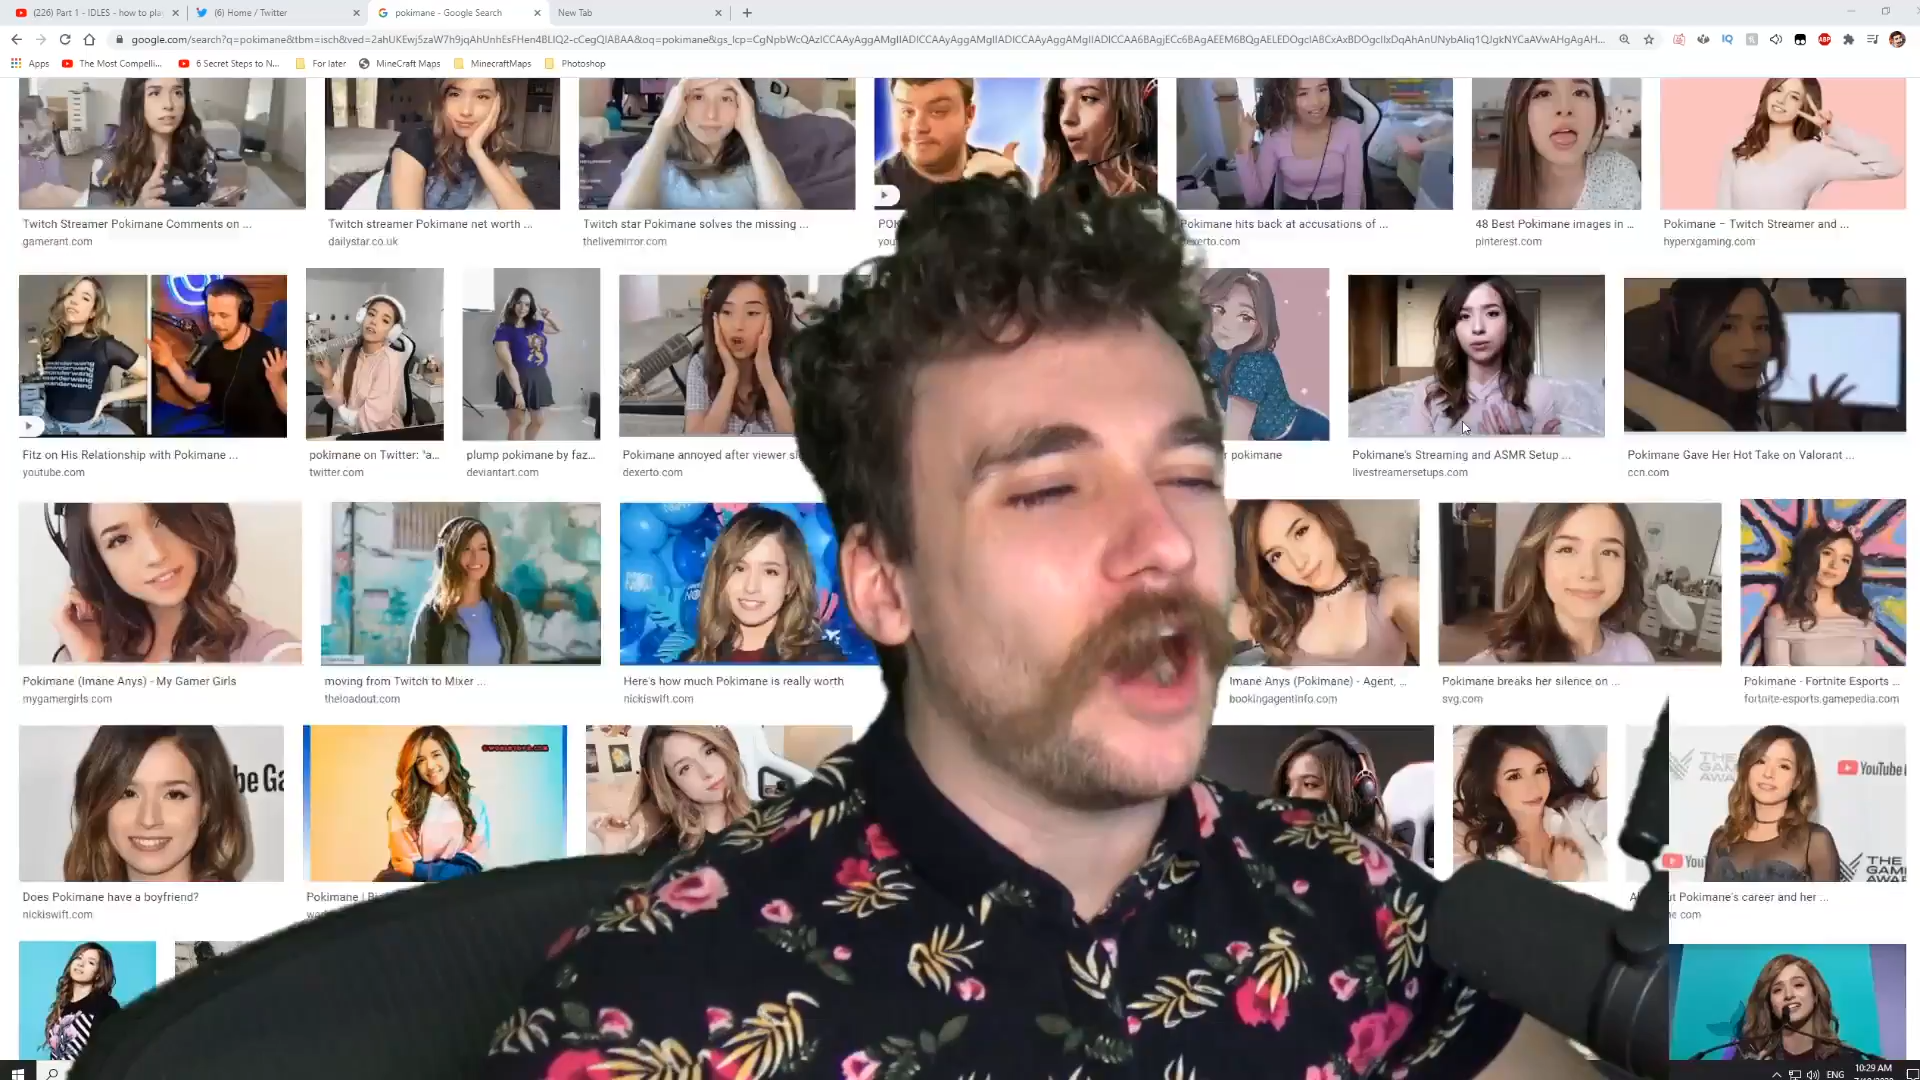 (226) Part 1 - IDLES - how to pla
(6) Home / Twitter
pokimane - Google Search
New Tab
Apps
The Most Compelli...
6 Secret Steps to N...
For later
MineCraft Maps
MinecraftMaps
Photoshop
Twitch Streamer Pokimane Comments on ...
gamerant.com
Twitch streamer Pokimane net worth ...
dailystar.co.uk
Twitch star Pokimane solves the missing ...
thelivemirror.com
Pokimane hits back at accusations of ...
48 Best Pokimane images in ...
pinterest.com
Pokimane – Twitch Streamer and ...
hyperxgaming.com
Fitz on His Relationship with Pokimane ...
youtube.com
pokimane on Twitter: "a...
twitter.com
plump pokimane by faz...
deviantart.com
Pokimane annoyed after viewer
dexerto.com
pokimane
Pokimane's Streaming and ASMR Setup ...
livestreamersetups.com
Pokimane Gave Her Hot Take on Valorant ...
ccn.com
Pokimane (Imane Anys) - My Gamer Girls
mygamergirls.com
moving from Twitch to Mixer ...
theloadout.com
Here's how much Pokimane is really worth
nickiswift.com
Imane Anys (Pokimane) - Agent, ...
bookingagentinfo.com
Pokimane breaks her silence on ...
svg.com
Pokimane - Fortnite Esports ...
fortnite-esports.gamepedia.com
be Ga
YouTube
THE
GAM
AWAR
Does Pokimane have a boyfriend?
nickiswift.com
Pokimane | Bi
Pokimane's career and her ...
ENG
10:29 AM